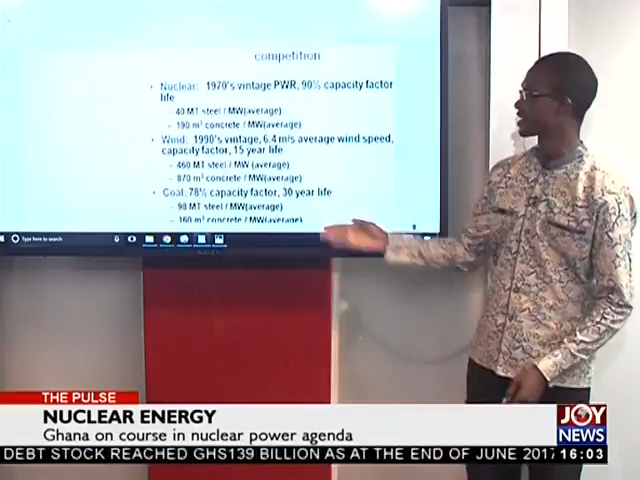 competition
• Nuclear: 1970's vintage PWR, 90% capacity factor
life
– 40 MT steel / MW(average)
– 190 m³ concrete / MW(average)
• Wind: 1990's vintage, 6.4 m/s average wind speed,
capacity factor, 15 year life
– 460 MT steel / MW (average)
– 870 m³ concrete / MW(average)
• Coal: 78% capacity factor, 30 year life
– 98 MT steel / MW(average)
– 160 m³ concrete / MW(average)
9
Type here to search
THE PULSE
NUCLEAR ENERGY
Ghana on course in nuclear power agenda
JOY
NEWS
DEBT STOCK REACHED GHS139 BILLION AS AT THE END OF JUNE 2017
16:03